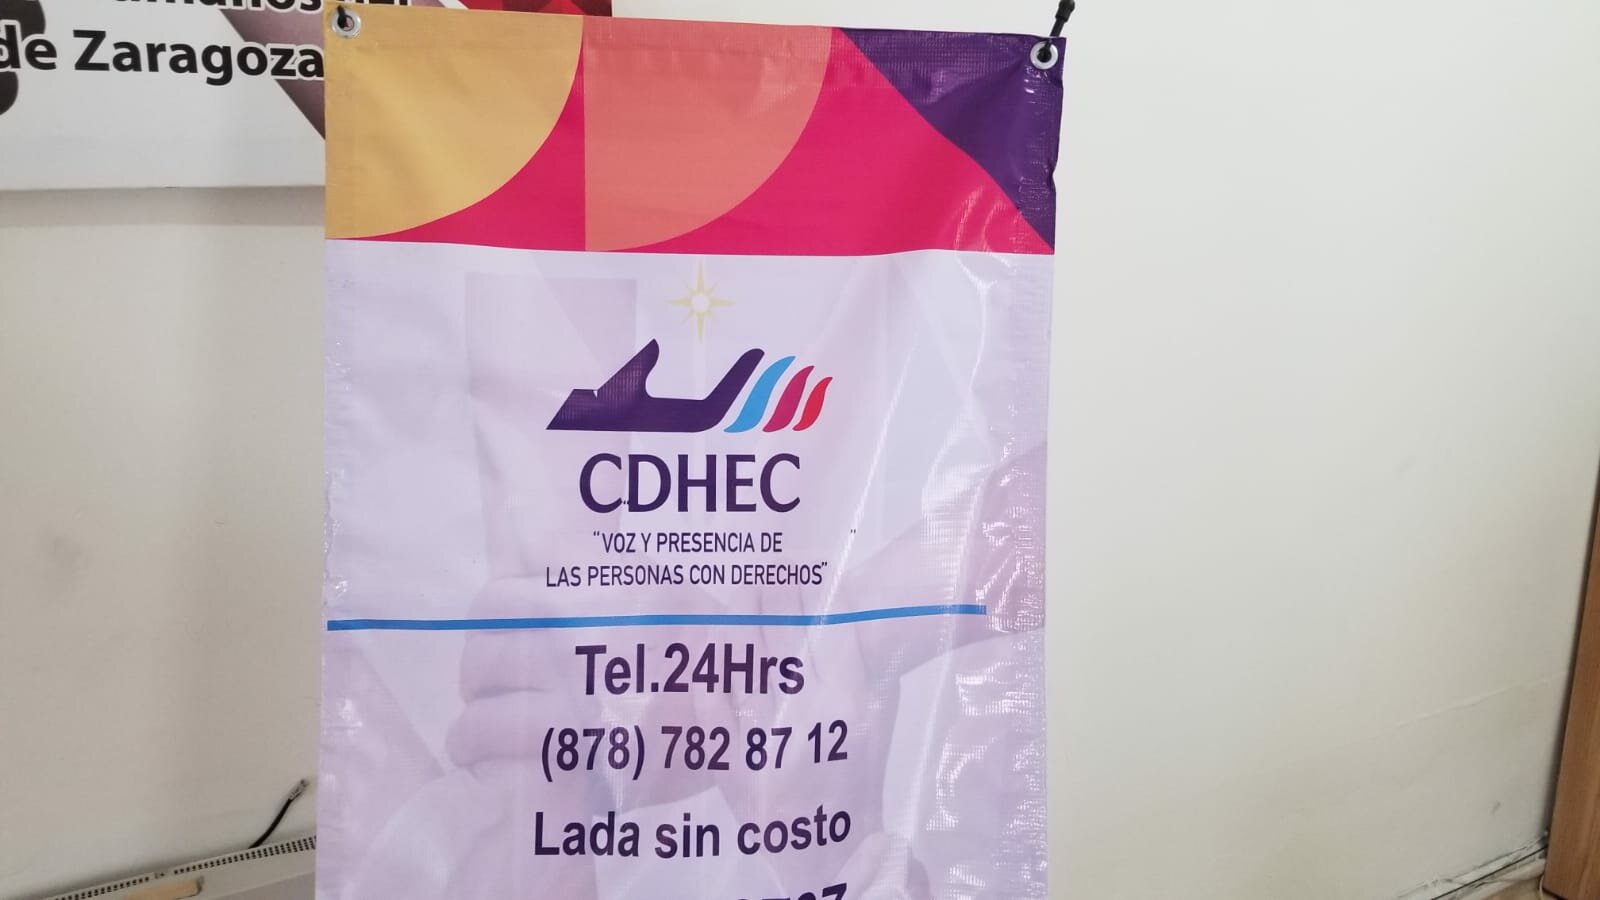 de Zaragoza
CDHEC
"VOZ Y PRESENCIA DE "
LAS PERSONAS CON DERECHOS"
Tel.24Hrs
(878) 782 87 12
Lada sin costo